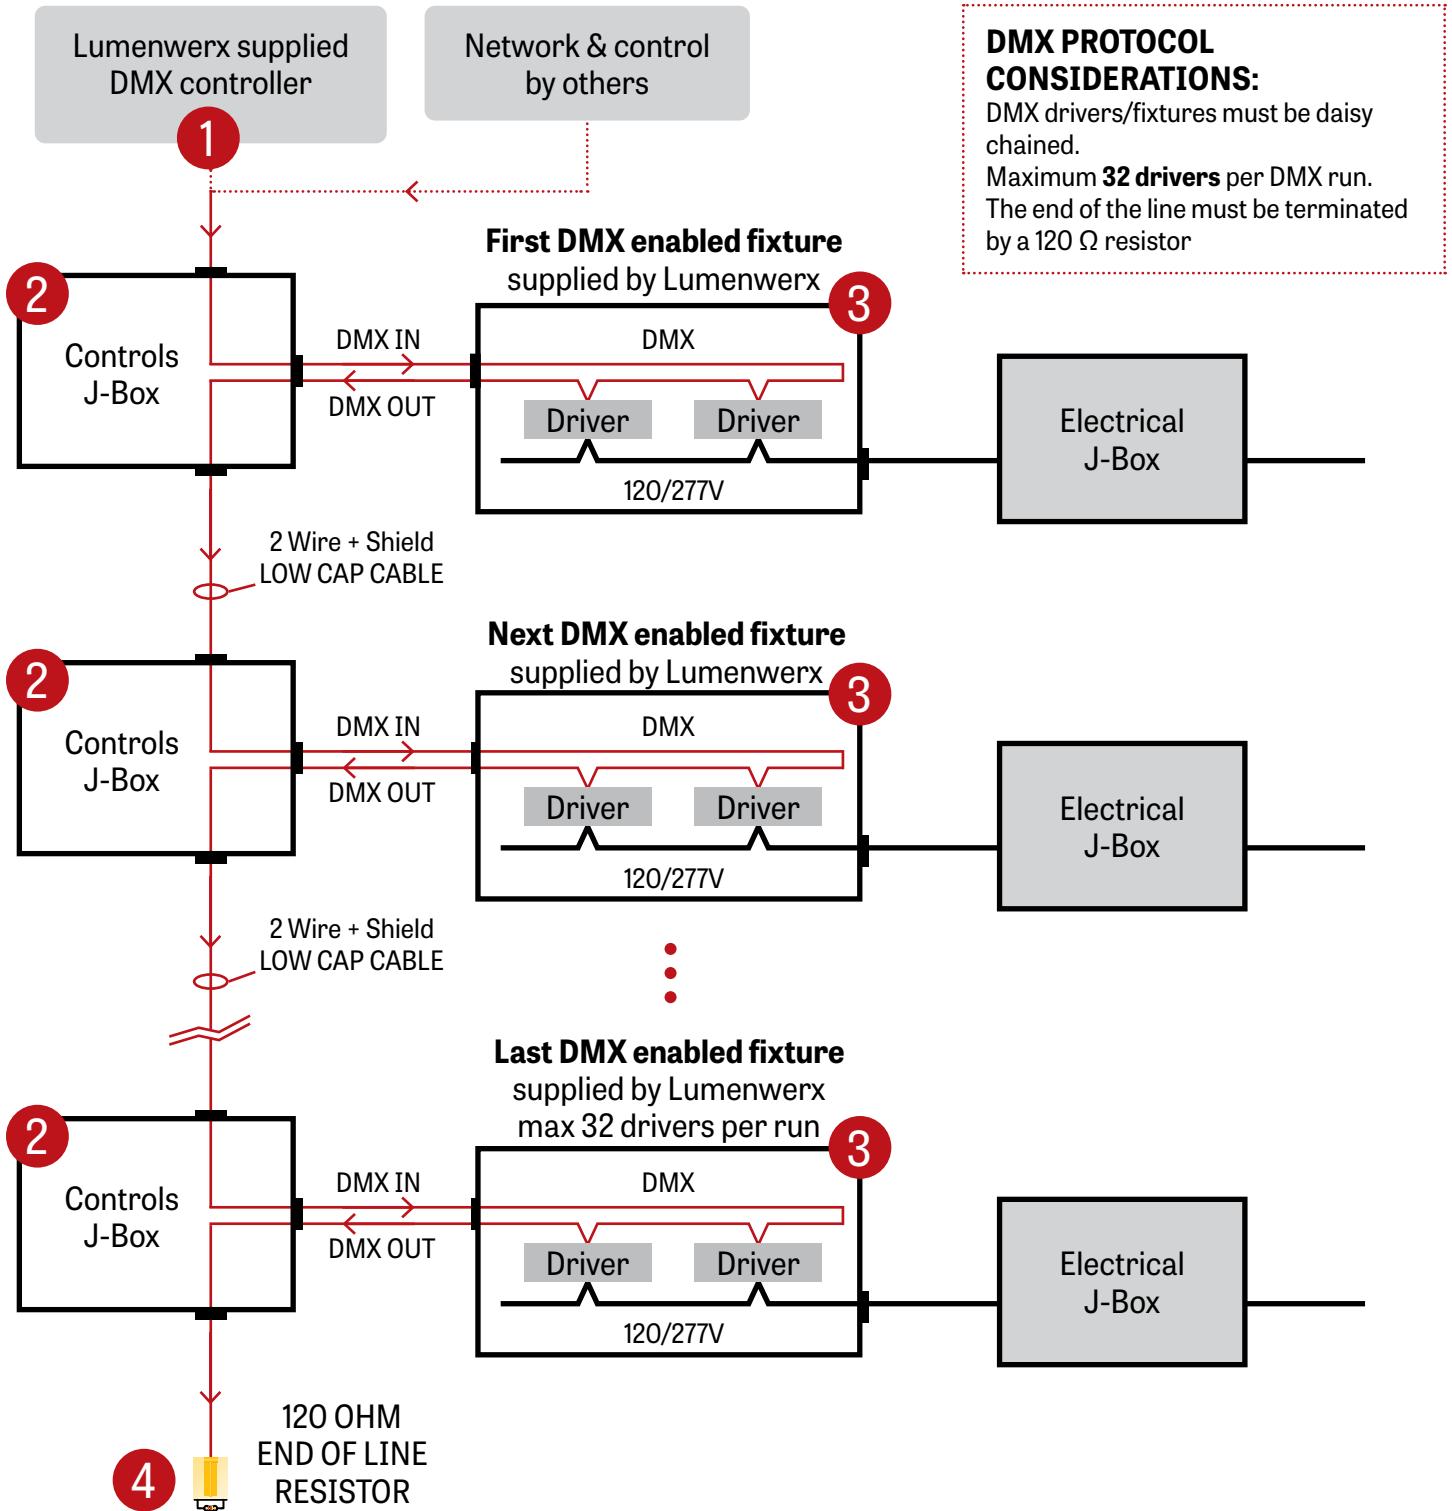 Lumenwerx supplied
DMX controller
1
Network & control
by others
DMX PROTOCOL
CONSIDERATIONS:
DMX drivers/fixtures must be daisy
chained.
Maximum 32 drivers per DMX run.
The end of the line must be terminated
by a 120 Ω resistor
First DMX enabled fixture
supplied by Lumenwerx
2
Controls
J-Box
DMX IN
DMX OUT
3
DMX
Driver
Driver
120/277V
Electrical
J-Box
2 Wire + Shield
LOW CAP CABLE
Next DMX enabled fixture
supplied by Lumenwerx
2
Controls
J-Box
DMX IN
DMX OUT
3
DMX
Driver
Driver
120/277V
Electrical
J-Box
2 Wire + Shield
LOW CAP CABLE
Last DMX enabled fixture
supplied by Lumenwerx
max 32 drivers per run
2
Controls
J-Box
DMX IN
DMX OUT
3
DMX
Driver
Driver
120/277V
Electrical
J-Box
4
120 OHM
END OF LINE
RESISTOR